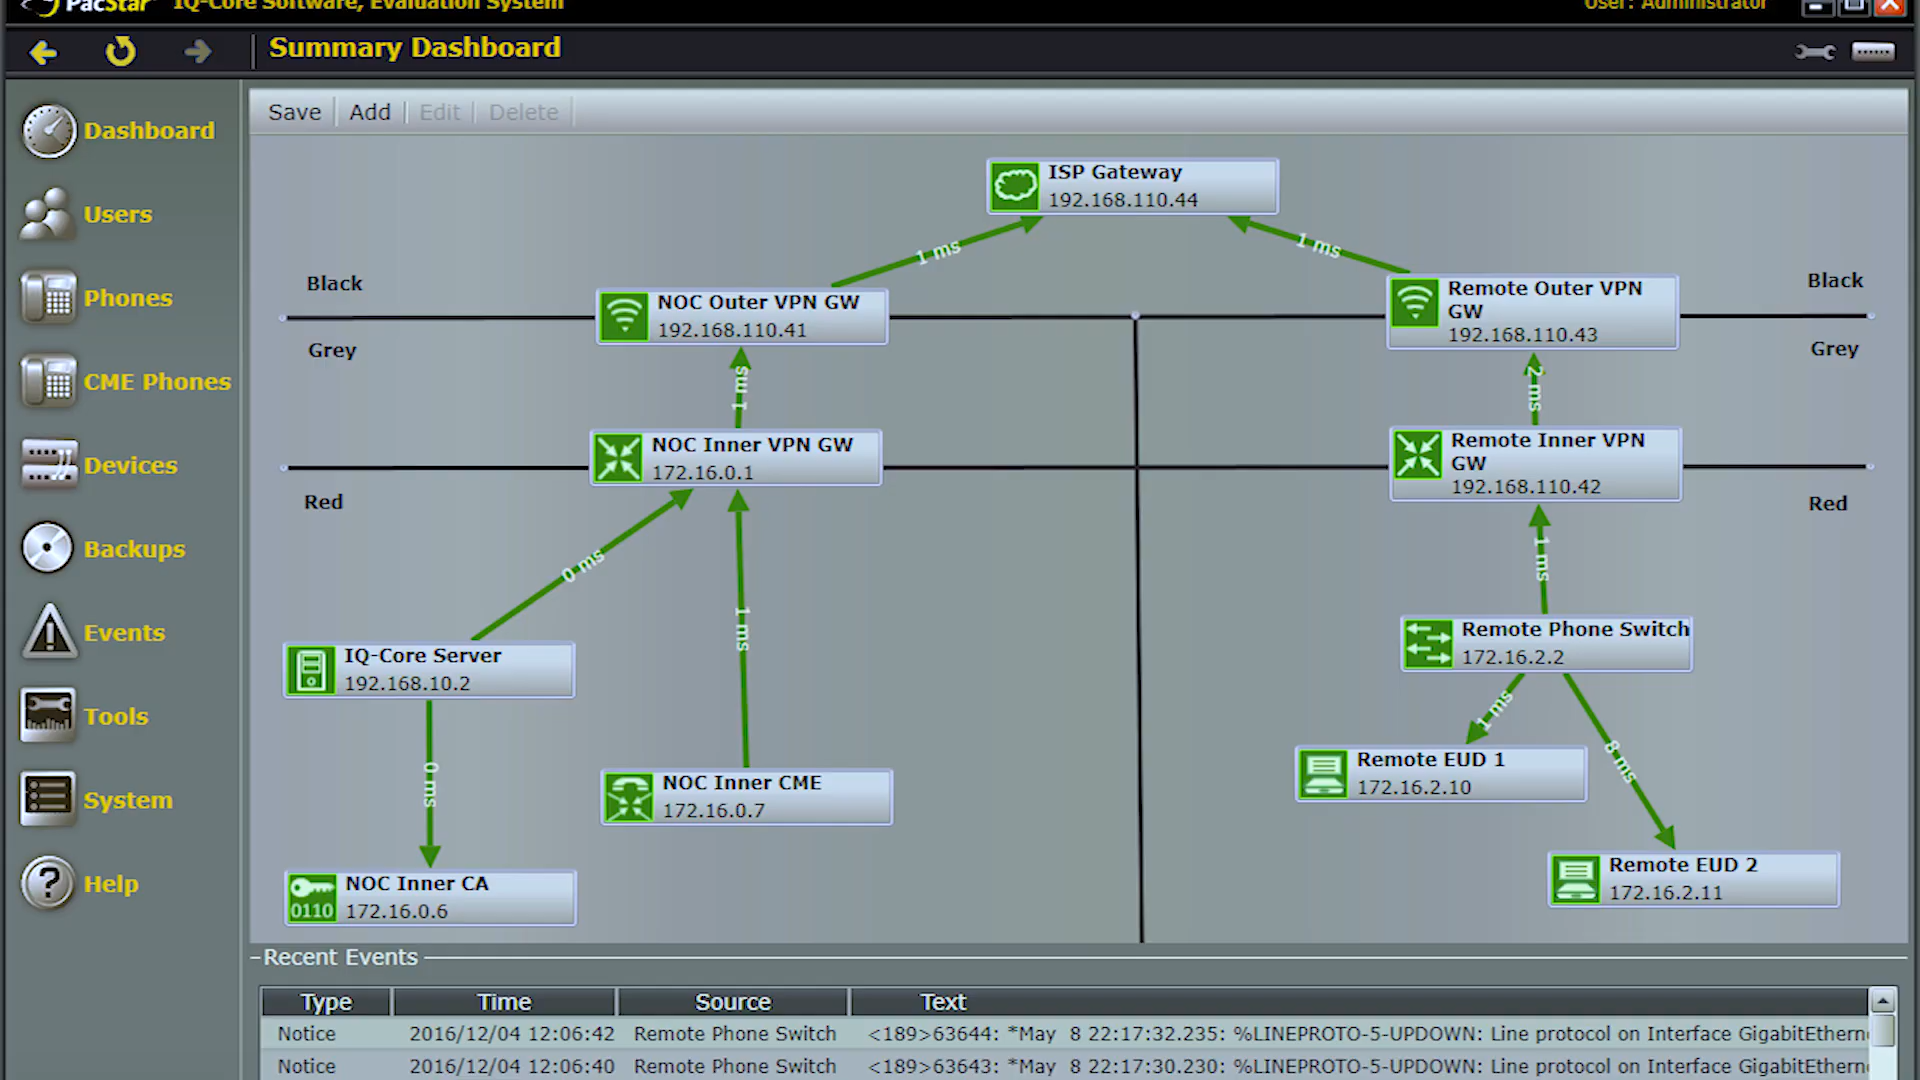 PacStar IQ-Core Software, Evaluation System User: Administrator
Summary Dashboard
Dashboard
Users
Phones
CME Phones
Devices
Backups
Events
Tools
System
Help
Save Add Edit Delete
ISP Gateway
192.168.110.44
1 ms
1 ms
Black
Black
NOC Outer VPN GW
192.168.110.41
Remote Outer VPN
GW
192.168.110.43
Grey
Grey
1 ms
2 ms
NOC Inner VPN GW
172.16.0.1
Remote Inner VPN
GW
192.168.110.42
Red
Red
0 ms
1 ms
1 ms
IQ-Core Server
192.168.10.2
Remote Phone Switch
172.16.2.2
0 ms
1 ms
8 ms
NOC Inner CME
172.16.0.7
Remote EUD 1
172.16.2.10
NOC Inner CA
172.16.0.6
0110
Remote EUD 2
172.16.2.11
Recent Events
Type Time Source Text
Notice 2016/12/04 12:06:42 Remote Phone Switch <189>63644: *May 8 22:17:32.235: %LINEPROTO-5-UPDOWN: Line protocol on Interface GigabitEtherne
Notice 2016/12/04 12:06:40 Remote Phone Switch <189>63643: *May 8 22:17:30.230: %LINEPROTO-5-UPDOWN: Line protocol on Interface GigabitEtherne